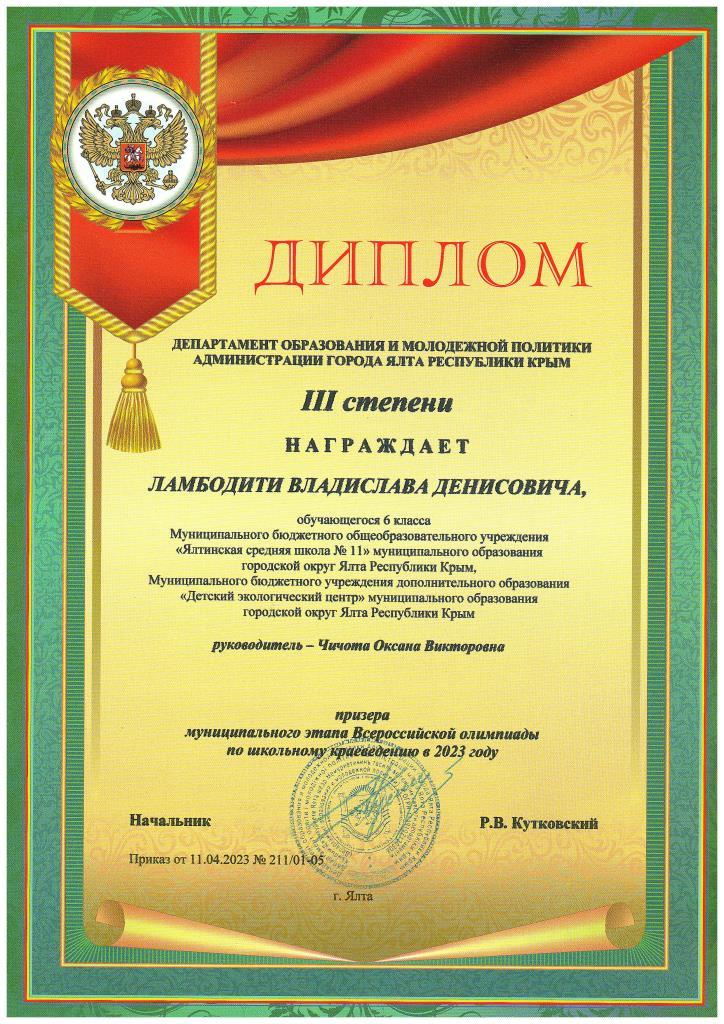 ДИПЛОМ
ДЕПАРТАМЕНТ ОБРАЗОВАНИЯ И МОЛОДЕЖНОЙ ПОЛИТИКИ
АДМИНИСТРАЦИИ ГОРОДА ЯЛТА РЕСПУБЛИКИ КРЫМ
III степени
НАГРАЖДАЕТ
ЛАМБОДИТИ ВЛАДИСЛАВА ДЕНИСОВИЧА,
обучающегося 6 класса
Муниципального бюджетного общеобразовательного учреждения
«Ялтинская средняя школа № 11» муниципального образования
городской округ Ялта Республики Крым,
Муниципального бюджетного учреждения дополнительного образования
«Детский экологический центр» муниципального образования
городской округ Ялта Республики Крым
руководитель – Чичота Оксана Викторовна
призера
муниципального этапа Всероссийской олимпиады
по школьному краеведению в 2023 году
Начальник
Р.В. Кутковский
Приказ от 11.04.2023 № 211/01-05
г. Ялта